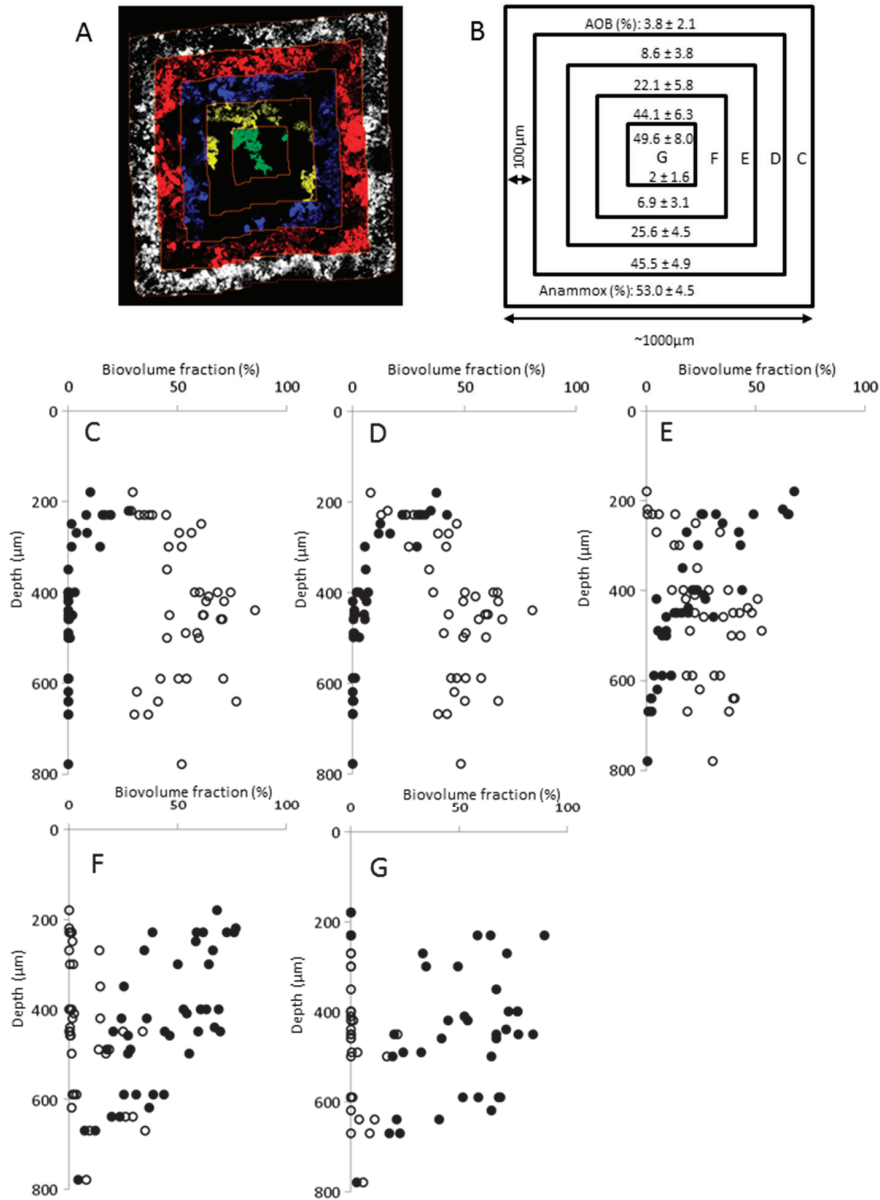 A
B
AOB (%): 3.8 ± 2.1
8.6 ± 3.8
22.1 ± 5.8
44.1 ± 6.3
49.6 ± 8.0
G F E D C
2 ± 1.6
6.9 ± 3.1
25.6 ± 4.5
45.5 ± 4.9
Anammox (%): 53.0 ± 4.5
100µm
~1000µm
Biovolume fraction (%)
0 50 100
C
Depth (µm)
0
200
400
600
800
Biovolume fraction (%)
0 50 100
D
Depth (µm)
0
200
400
600
800
Biovolume fraction (%)
0 50 100
E
Depth (µm)
0
200
400
600
800
Biovolume fraction (%)
0 50 100
F
Depth (µm)
0
200
400
600
800
Biovolume fraction (%)
0 50 100
G
Depth (µm)
0
200
400
600
800